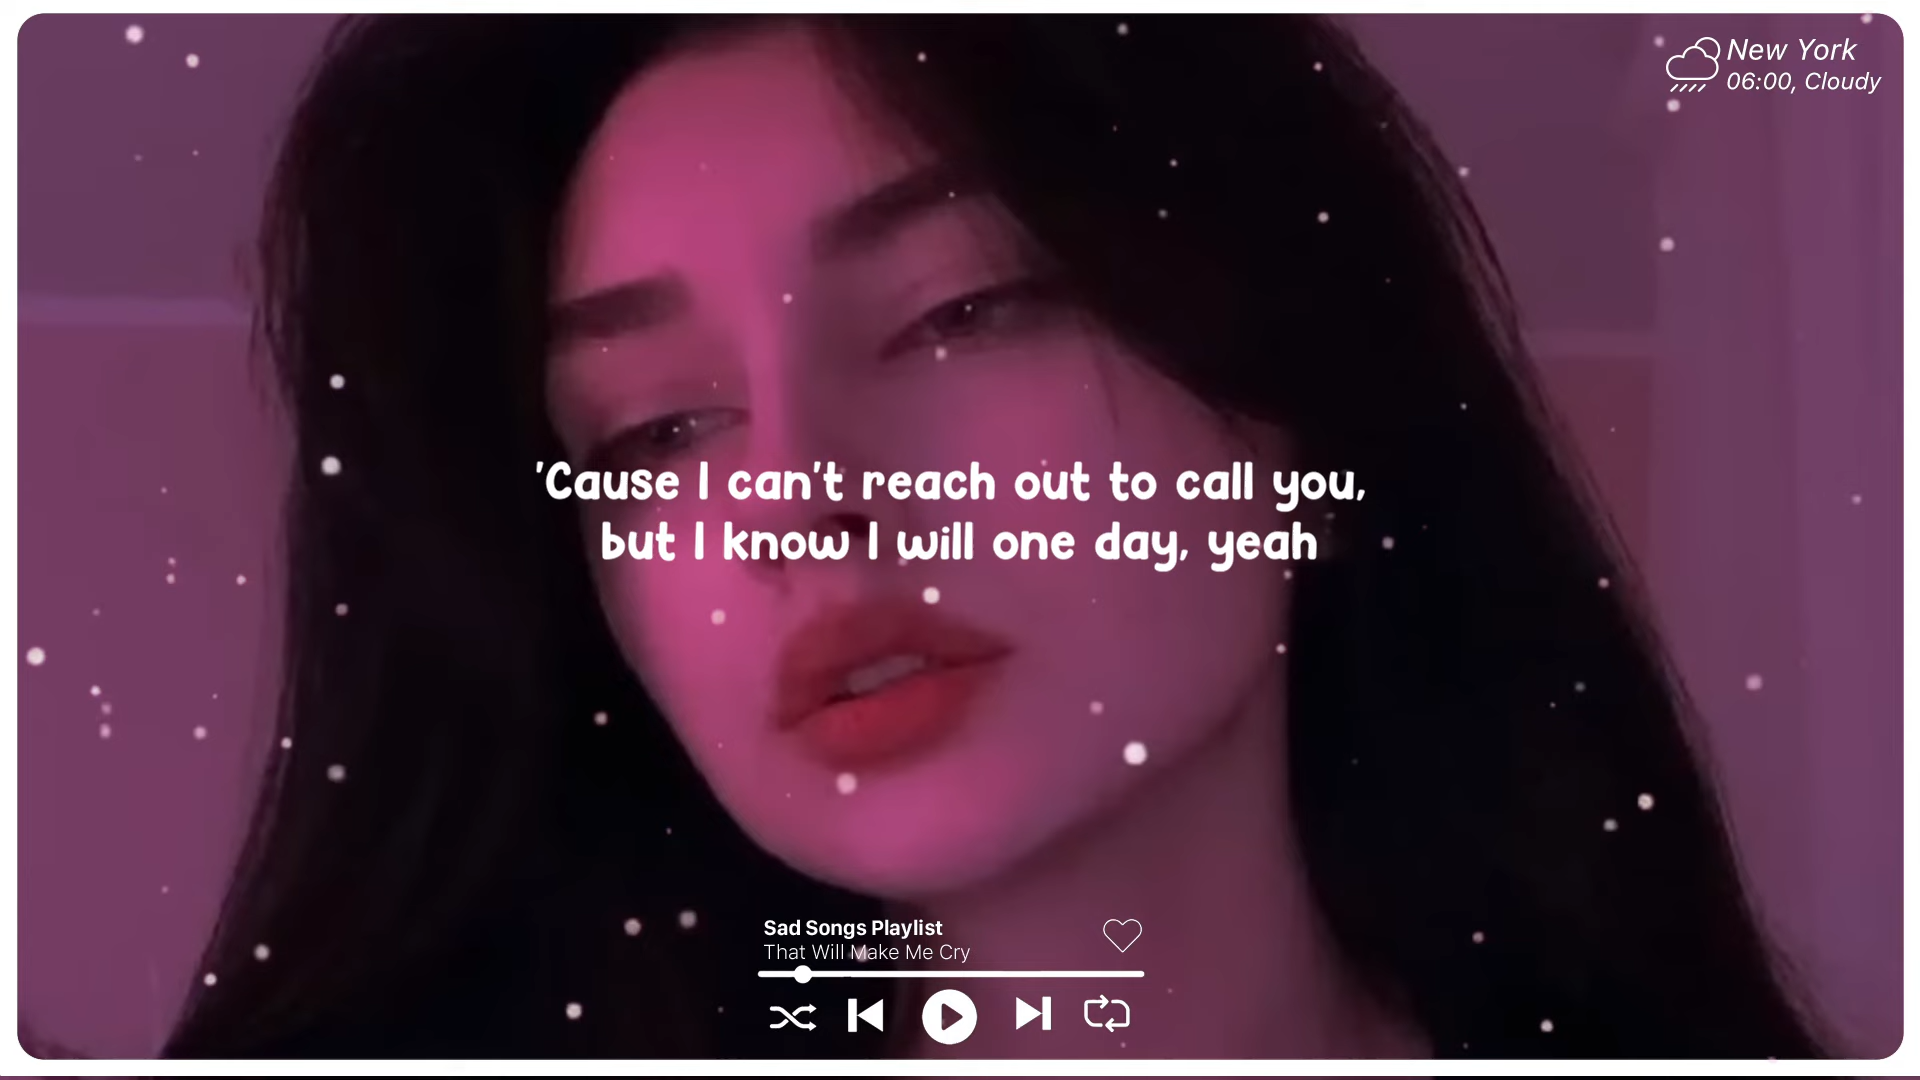 New York
06:00, Cloudy
'Cause I can't reach out to call you,
but I know I will one day, yeah
Sad Songs Playlist
That Will Make Me Cry